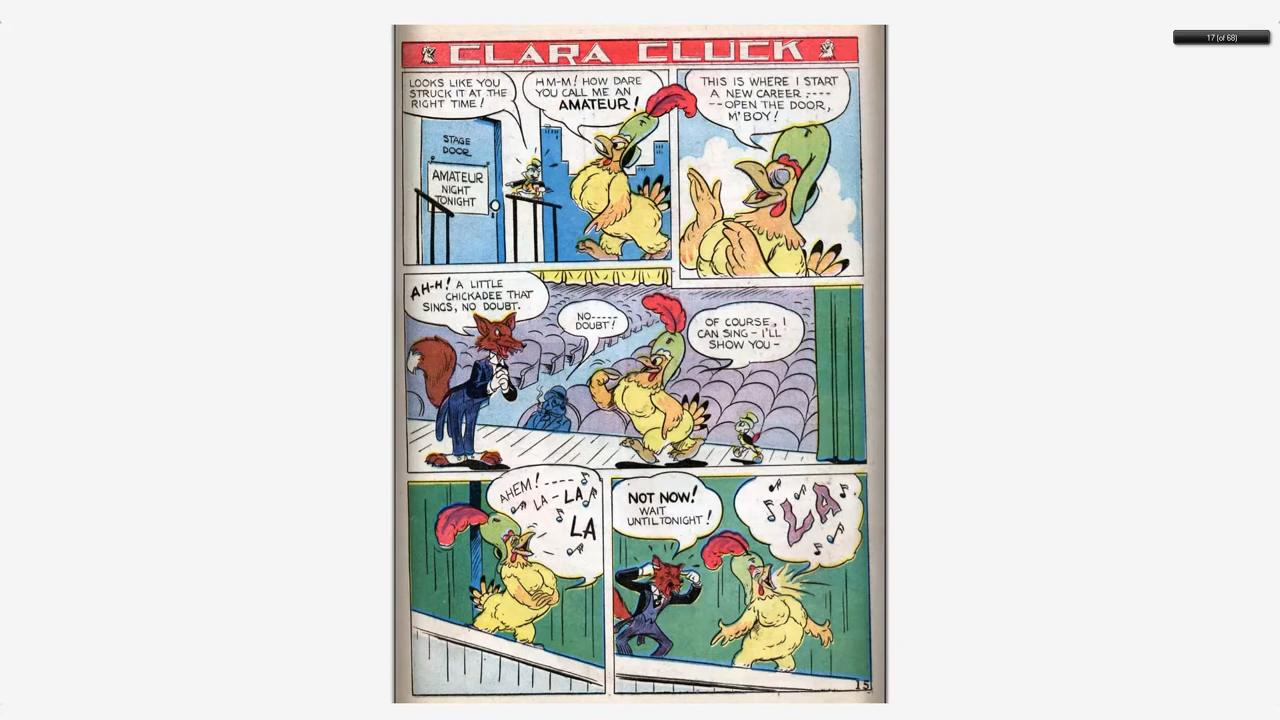 17 (of 68)
CLARA CLUCK
LOOKS LIKE YOU
STRUCK IT AT THE
RIGHT TIME!
HM-M! HOW DARE
YOU CALL ME AN
AMATEUR!
STAGE
DOOR
AMATEUR
NIGHT
TONIGHT
THIS IS WHERE I START
A NEW CAREER ----
--OPEN THE DOOR,
M'BOY!
AH-H! A LITTLE
CHICKADEE THAT
SINGS, NO DOUBT.
NO-----
DOUBT!
OF COURSE, I
CAN SING - I'LL
SHOW YOU -
AHEM! ----
LA - LA
LA
NOT NOW!
WAIT
UNTIL TONIGHT!
LA
15